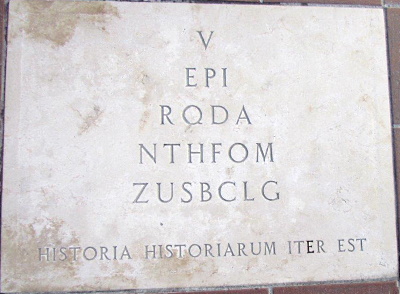 V
EPI
RQDA
NTHFOM
ZUSBCLG
HISTORIA HISTORIARUM ITER EST